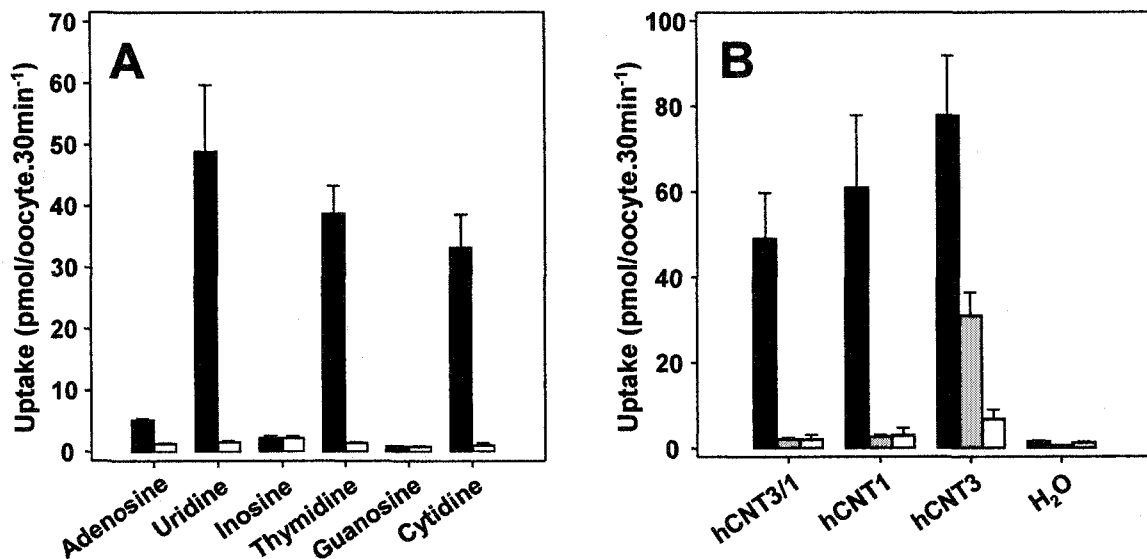 A
Uptake (pmol/oocyte.30min⁻¹)
70
60
50
40
30
20
10
0
Adenosine
Uridine
Inosine
Thymidine
Guanosine
Cytidine
B
Uptake (pmol/oocyte.30min⁻¹)
100
80
60
40
20
0
hCNT3/1
hCNT1
hCNT3
H₂O